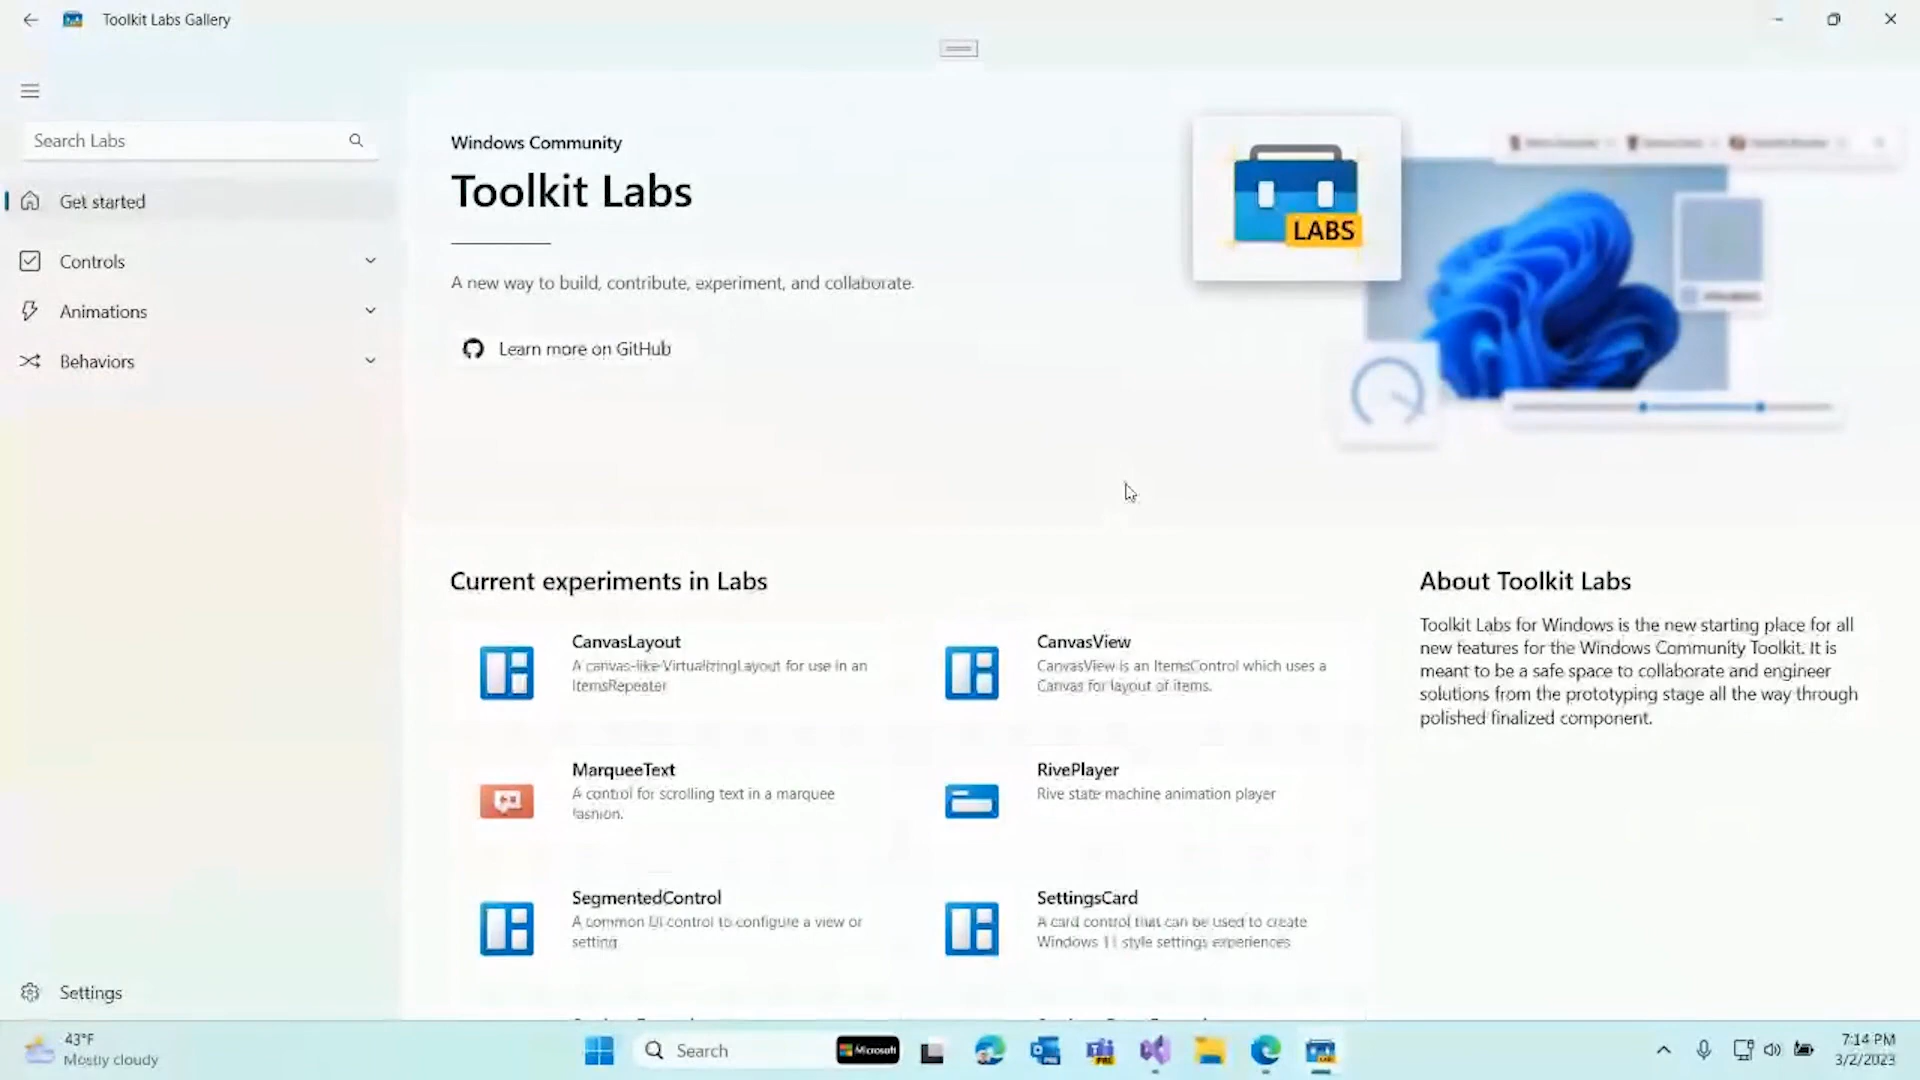 Toolkit Labs Gallery
Search Labs
Get started
Controls
Animations
Behaviors
Settings
Windows Community
Toolkit Labs
A new way to build, contribute, experiment, and collaborate.
Learn more on GitHub
LABS
Current experiments in Labs
CanvasLayout
A canvas-like VirtualizingLayout for use in an
ItemsRepeater
CanvasView
CanvasView is an ItemsControl which uses a
Canvas for layout of items.
MarqueeText
A control for scrolling text in a marquee
fashion.
RivePlayer
Rive state machine animation player
SegmentedControl
A common UI control to configure a view or
setting
SettingsCard
A card control that can be used to create
Windows 11 style settings experiences
About Toolkit Labs
Toolkit Labs for Windows is the new starting place for all
new features for the Windows Community Toolkit. It is
meant to be a safe space to collaborate and engineer
solutions from the prototyping stage all the way through
polished finalized component.
43°F
Mostly cloudy
Search
Microsoft
PRE
7:14 PM
3/2/2023